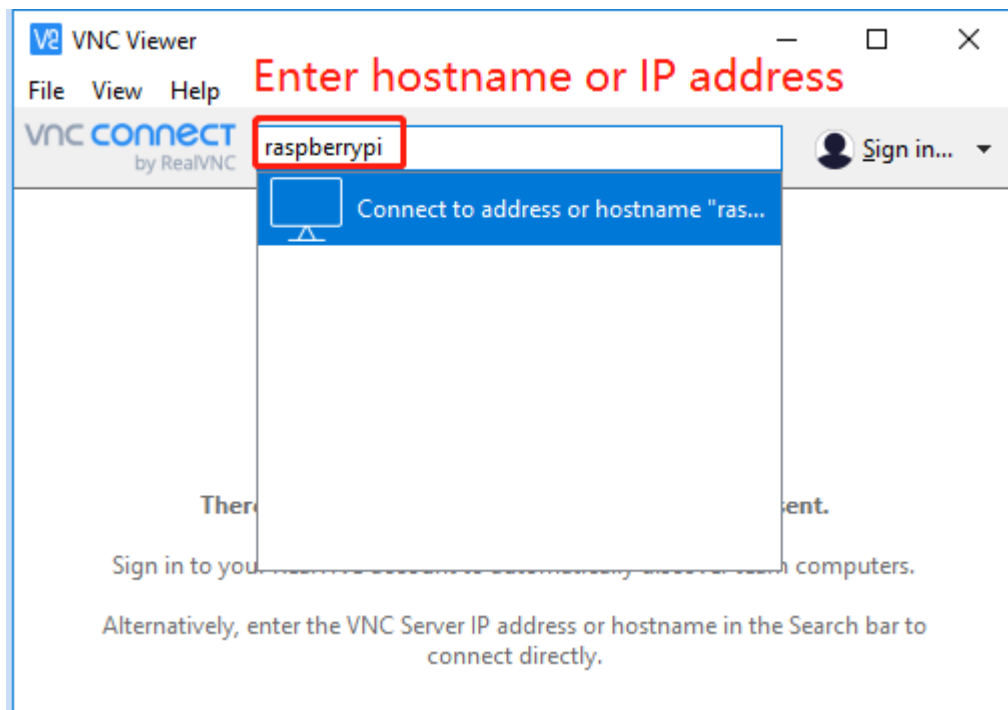 VNC Viewer
Enter hostname or IP address
File View Help
vnc connect
by RealVNC
raspberrypi
Sign in...
Connect to address or hostname "ras...
sent.
Sign in to you
computers.
Alternatively, enter the VNC Server IP address or hostname in the Search bar to
connect directly.